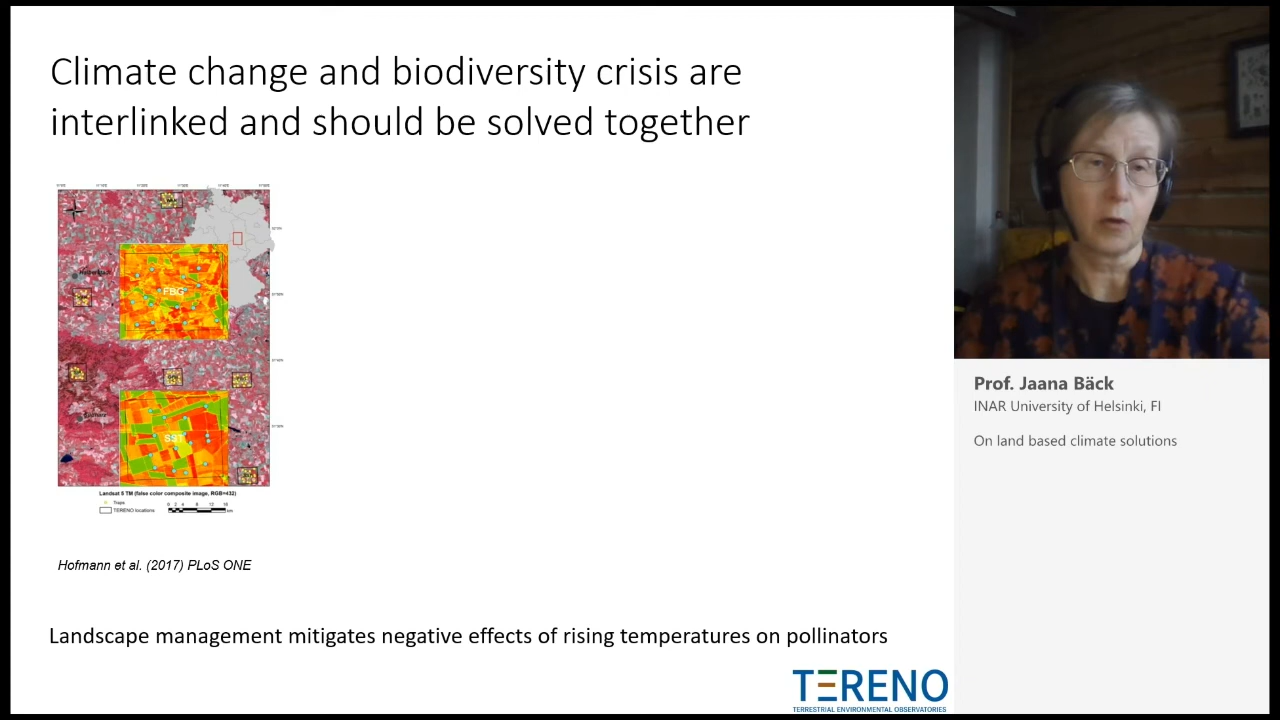 Climate change and biodiversity crisis are
interlinked and should be solved together
FBG
SST
Landsat 5 TM (false color composite image, RGB=432)
Traps
TERENO locations
km
Hofmann et al. (2017) PLoS ONE
Landscape management mitigates negative effects of rising temperatures on pollinators
TERENO
TERRESTRIAL ENVIRONMENTAL OBSERVATORIES
Prof. Jaana Bäck
INAR University of Helsinki, FI
On land based climate solutions